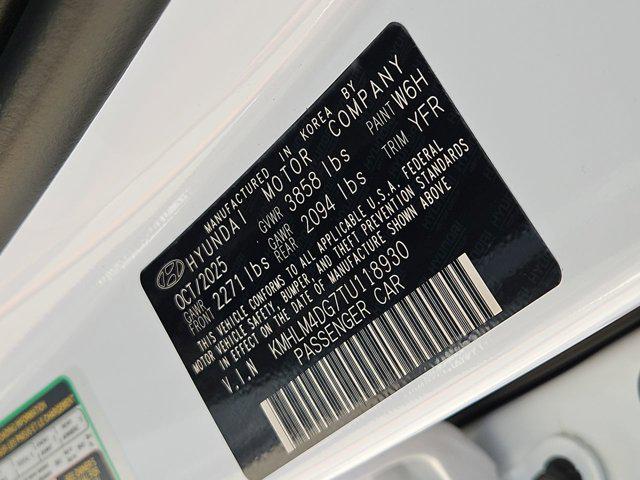 MANUFACTURED IN KOREA BY
HYUNDAI MOTOR COMPANY
OCT/2025 GVWR 3858 lbs PAINT W6H
GAWR FRONT 2271 lbs GAWR REAR 2094 lbs TRIM YFR
THIS VEHICLE CONFORMS TO ALL APPLICABLE U.S.A. FEDERAL
MOTOR VEHICLE SAFETY, BUMPER AND THEFT PREVENTION STANDARDS
IN EFFECT ON THE DATE OF MANUFACTURE SHOWN ABOVE
V.I.N KMHLM4DG7TU118930
PASSENGER CAR